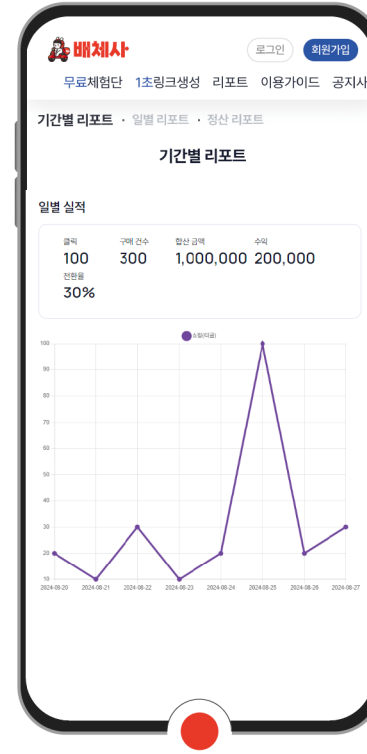 배체사
로그인 회원가입
무료체험단 1초링크생성 리포트 이용가이드 공지사
기간별 리포트 · 일별 리포트 · 정산 리포트
기간별 리포트
일별 실적
클릭 구매 건수 합산 금액 수익
100 300 1,000,000 200,000
전환율
30%
쇼핑(의류)
100
90
80
70
60
50
40
30
20
10
2024-08-20 2024-08-21 2024-08-22 2024-08-23 2024-08-24 2024-08-25 2024-08-26 2024-08-27